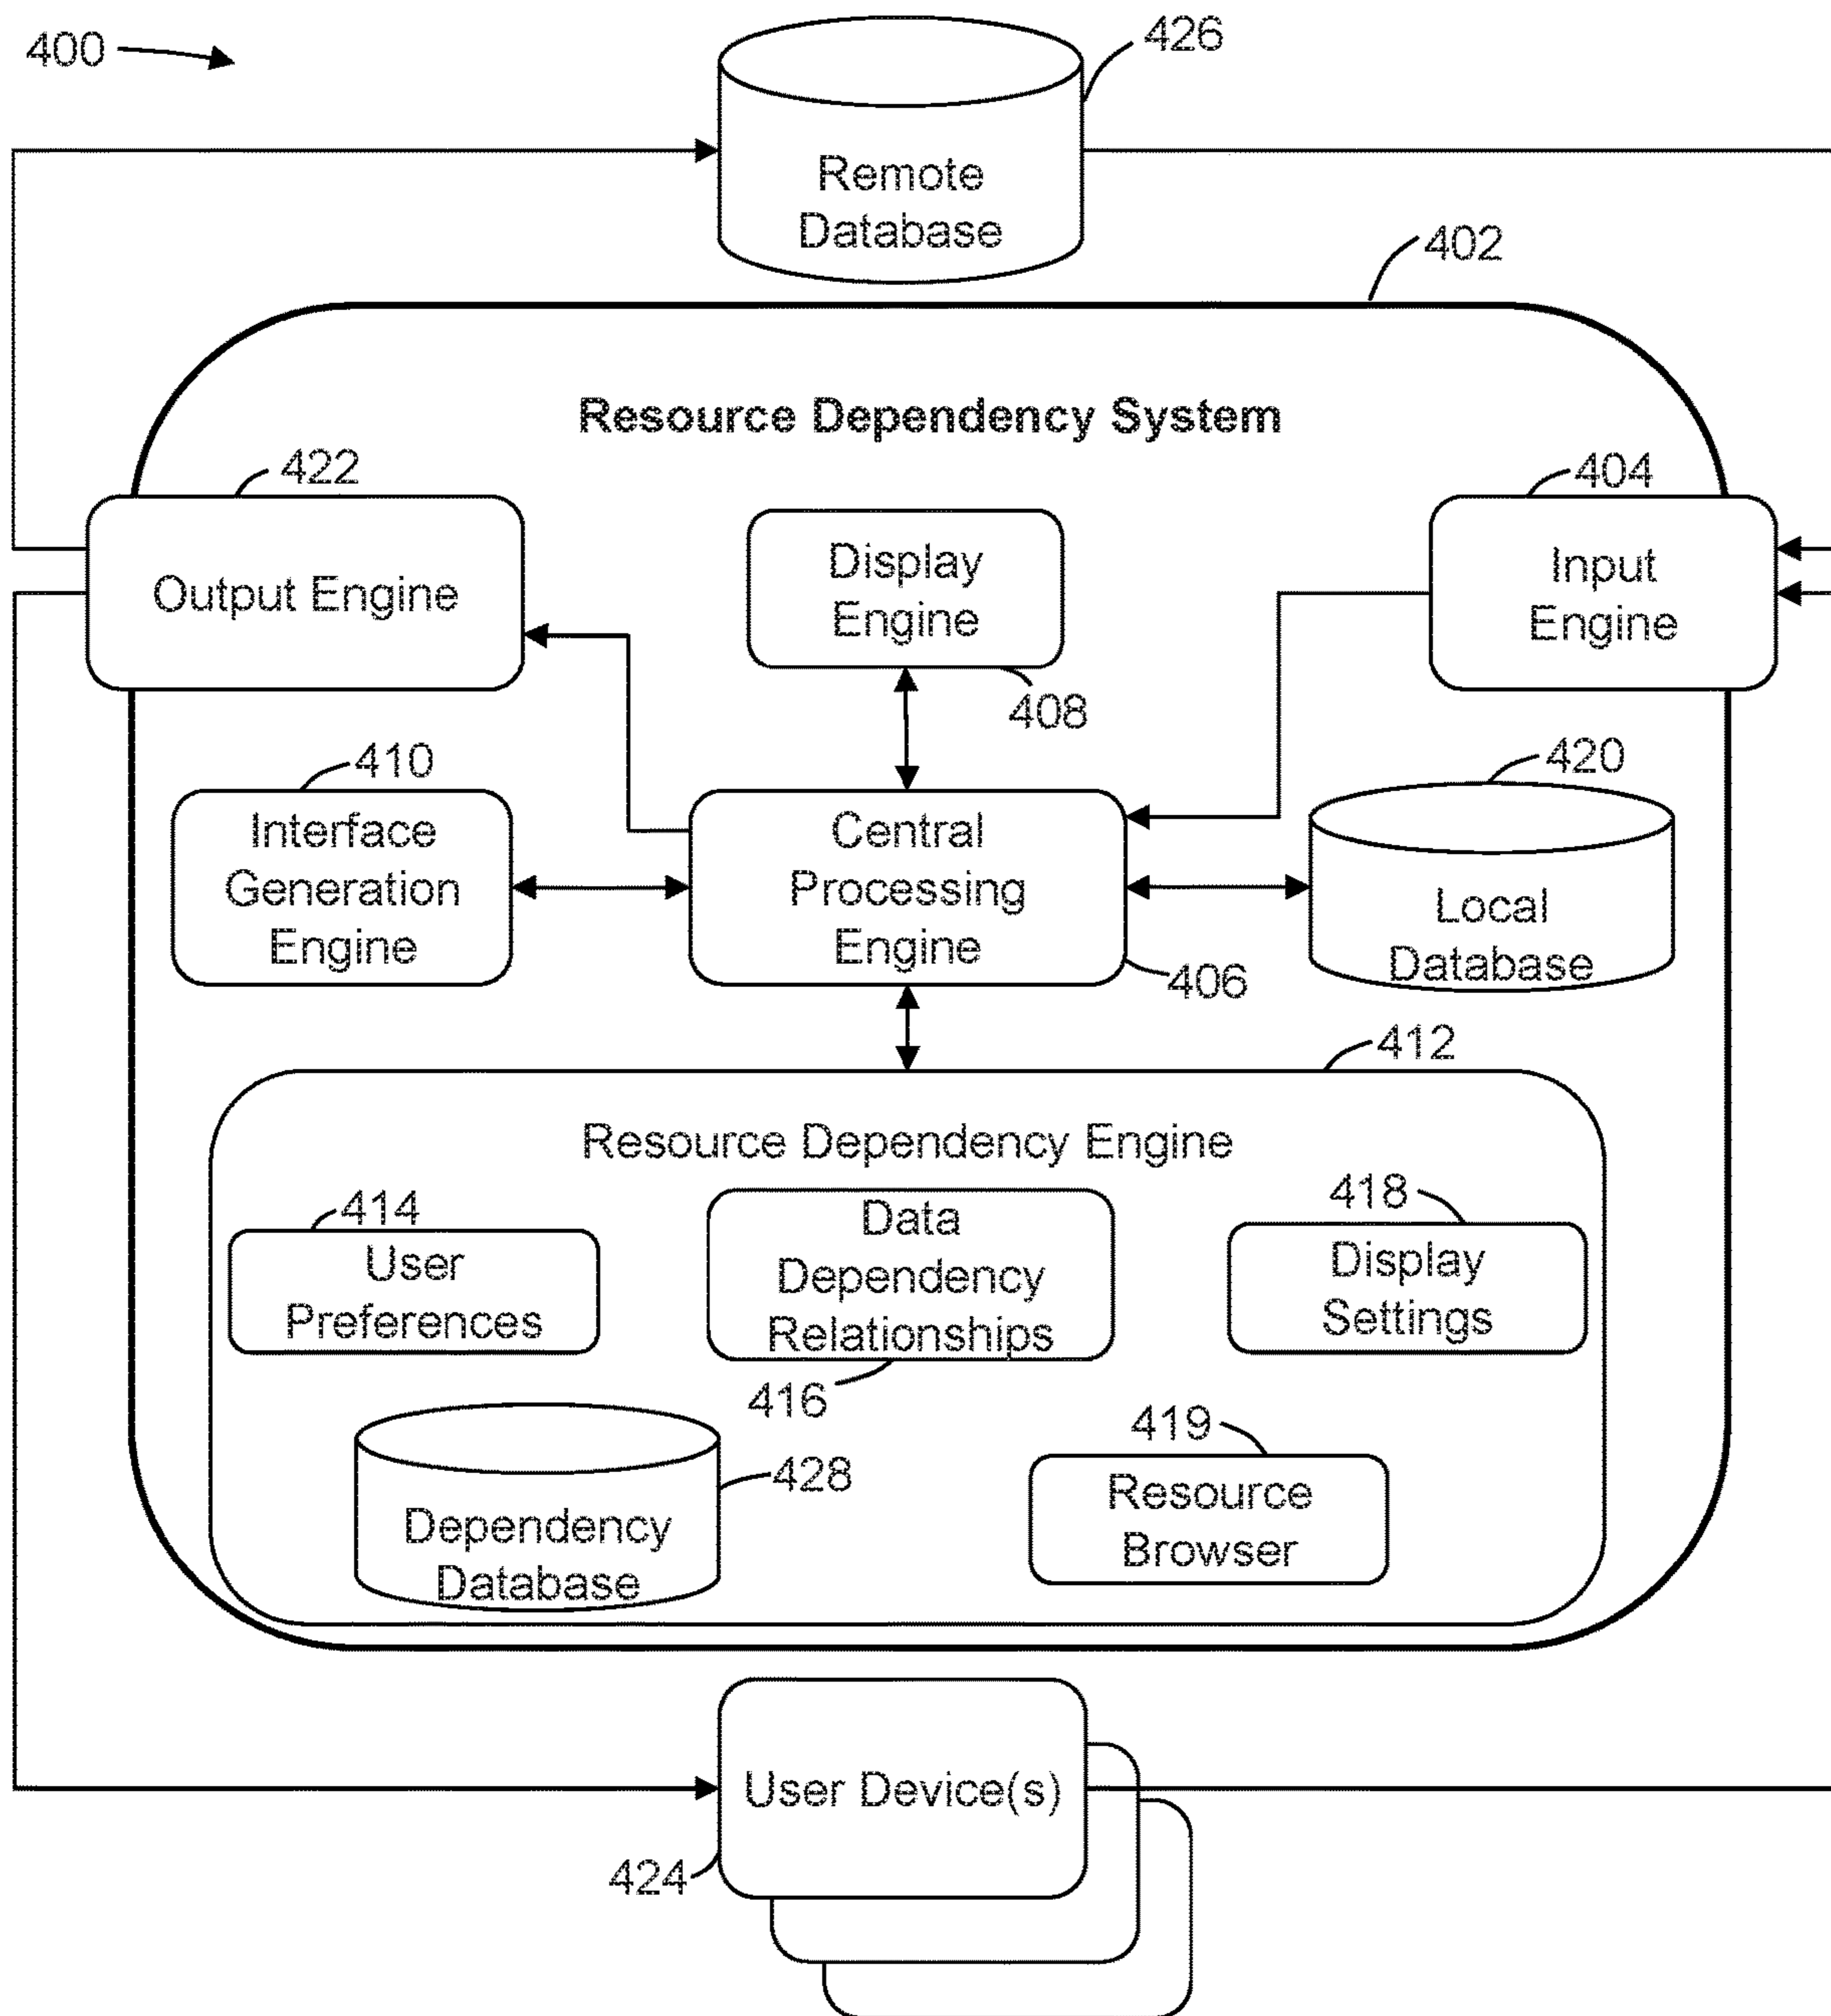 400
426
Remote
Database
402
Resource Dependency System
422
404
Output Engine
Display
Engine
Input
Engine
408
410
420
Interface
Generation
Engine
Central
Processing
Engine
Local
Database
406
412
Resource Dependency Engine
414
418
User
Preferences
Data
Dependency
Relationships
Display
Settings
416
419
428
Dependency
Database
Resource
Browser
User Device(s)
424